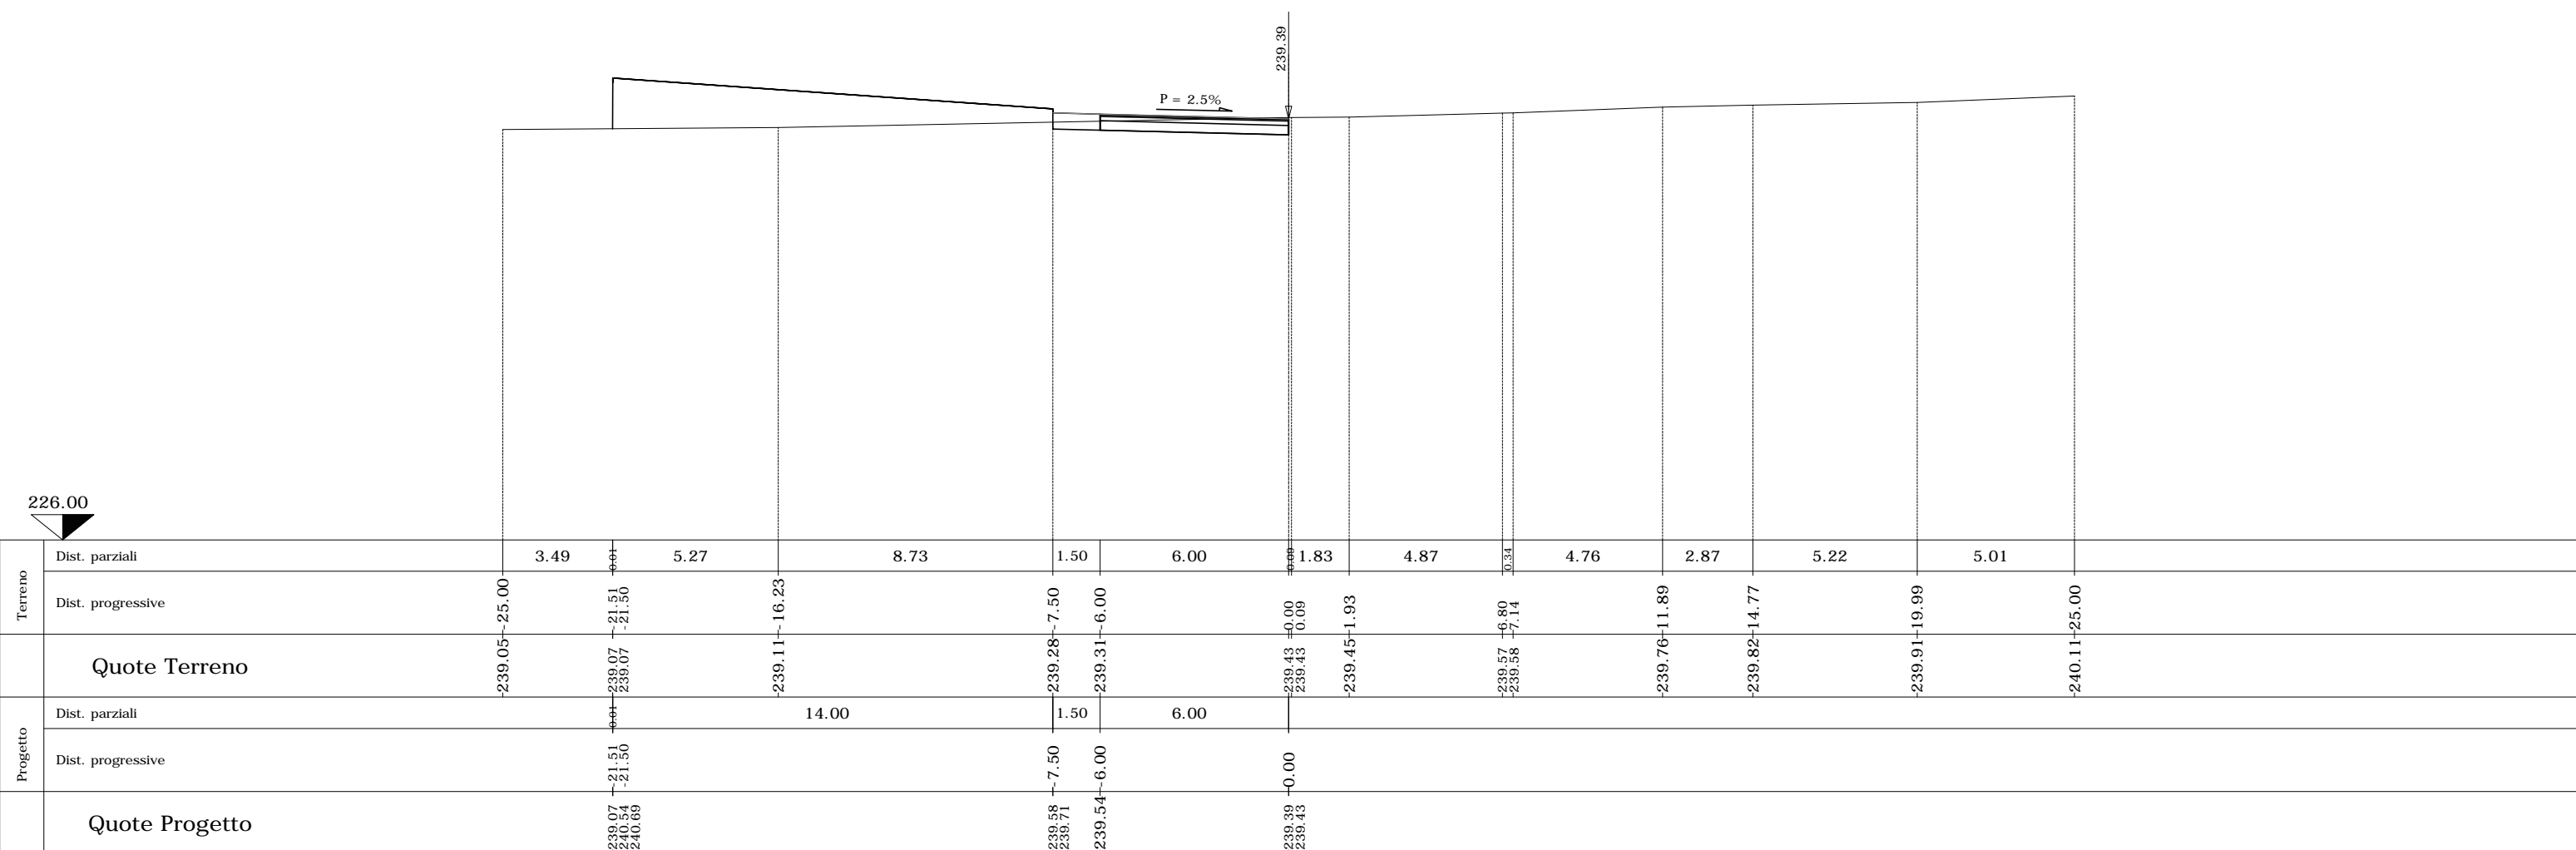 239.39
P = 2.5%
226.00
Terreno
Dist. parziali
3.49 0.01 5.27 8.73 1.50 6.00 0.09 1.83 4.87 0.34 4.76 2.87 5.22 5.01
Dist. progressive
-25.00 -21.51 -21.50 -16.23 -7.50 -6.00 0.00 0.09 1.93 6.80 7.14 11.89 14.77 19.99 25.00
Quote Terreno
239.05 239.07 239.07 239.11 239.28 239.31 239.43 239.43 239.45 239.57 239.58 239.76 239.82 239.91 240.11
Progetto
Dist. parziali
0.01 14.00 1.50 6.00
Dist. progressive
-21.51 -21.50 -7.50 -6.00 0.00
Quote Progetto
239.07 240.54 240.69 239.58 239.71 239.54 239.39 239.43